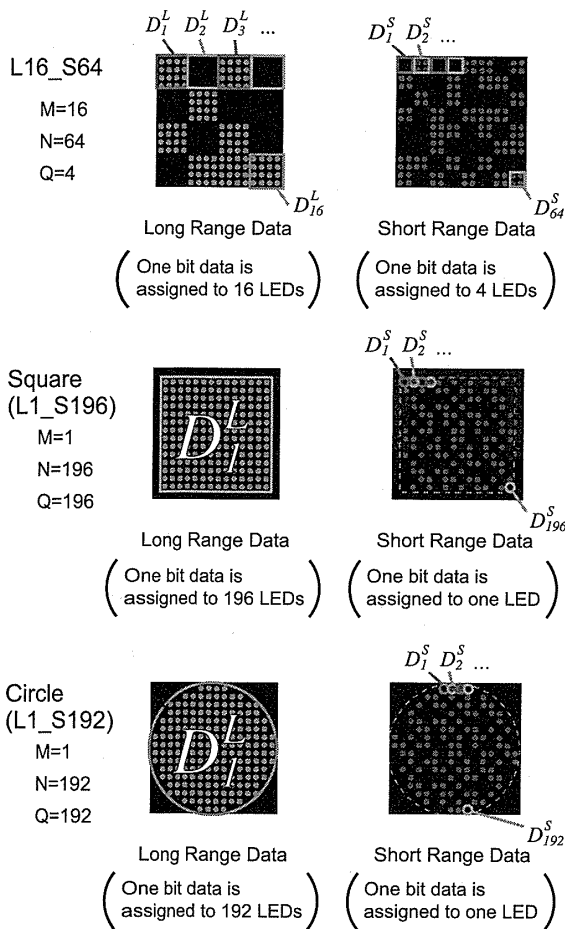 D_1^L D_2^L D_3^L ...
D_1^S D_2^S ...
L16_S64
M=16
N=64
Q=4
D_16^L
D_64^S
Long Range Data
Short Range Data
( One bit data is
assigned to 16 LEDs )
( One bit data is
assigned to 4 LEDs )
D_1^S D_2^S ...
Square
(L1_S196)
M=1
N=196
Q=196
D_1^L
D_196^S
Long Range Data
Short Range Data
( One bit data is
assigned to 196 LEDs )
( One bit data is
assigned to one LED )
D_1^S D_2^S ...
Circle
(L1_S192)
M=1
N=192
Q=192
D_1^L
D_192^S
Long Range Data
Short Range Data
( One bit data is
assigned to 192 LEDs )
( One bit data is
assigned to one LED )